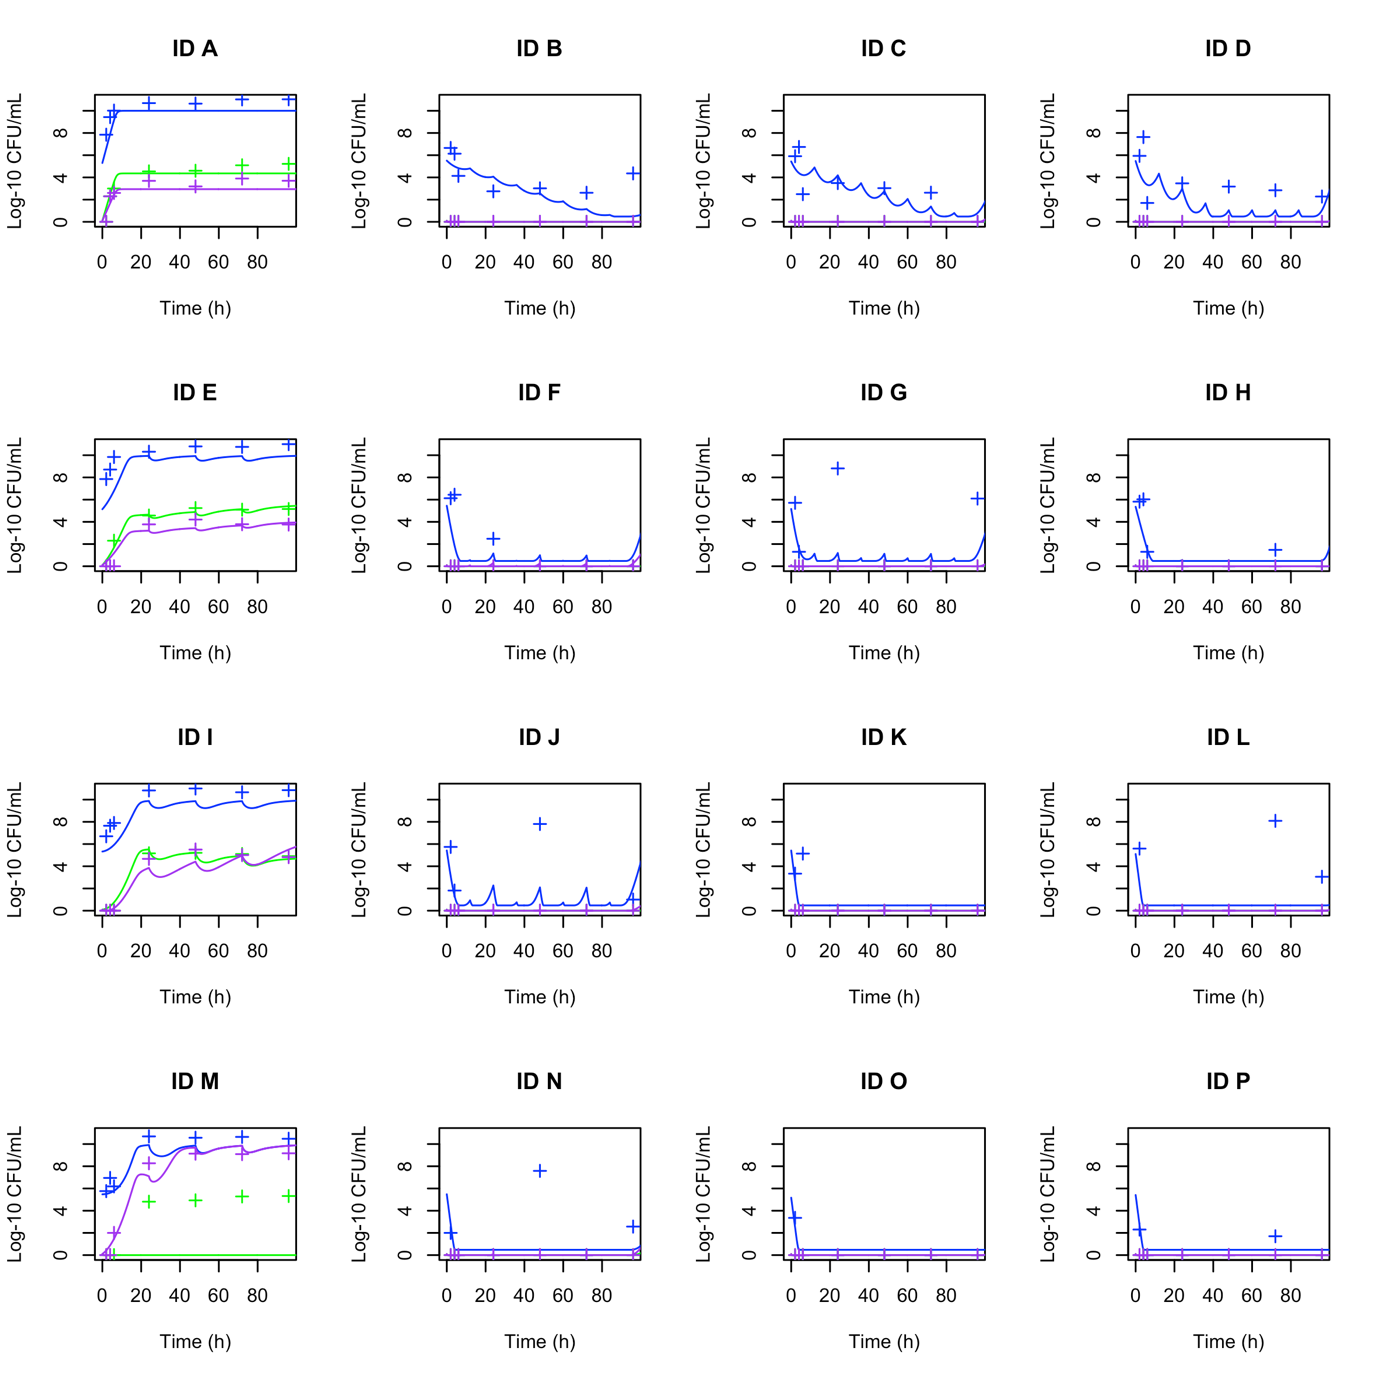 ID A
ID B
ID C
ID D
Log-10 CFU/mL
0 4 8
0 20 40 60 80
Time (h)
Log-10 CFU/mL
0 4 8
0 20 40 60 80
Time (h)
Log-10 CFU/mL
0 4 8
0 20 40 60 80
Time (h)
Log-10 CFU/mL
0 4 8
0 20 40 60 80
Time (h)
ID E
ID F
ID G
ID H
Log-10 CFU/mL
0 4 8
0 20 40 60 80
Time (h)
Log-10 CFU/mL
0 4 8
0 20 40 60 80
Time (h)
Log-10 CFU/mL
0 4 8
0 20 40 60 80
Time (h)
Log-10 CFU/mL
0 4 8
0 20 40 60 80
Time (h)
ID I
ID J
ID K
ID L
Log-10 CFU/mL
0 4 8
0 20 40 60 80
Time (h)
Log-10 CFU/mL
0 4 8
0 20 40 60 80
Time (h)
Log-10 CFU/mL
0 4 8
0 20 40 60 80
Time (h)
Log-10 CFU/mL
0 4 8
0 20 40 60 80
Time (h)
ID M
ID N
ID O
ID P
Log-10 CFU/mL
0 4 8
0 20 40 60 80
Time (h)
Log-10 CFU/mL
0 4 8
0 20 40 60 80
Time (h)
Log-10 CFU/mL
0 4 8
0 20 40 60 80
Time (h)
Log-10 CFU/mL
0 4 8
0 20 40 60 80
Time (h)